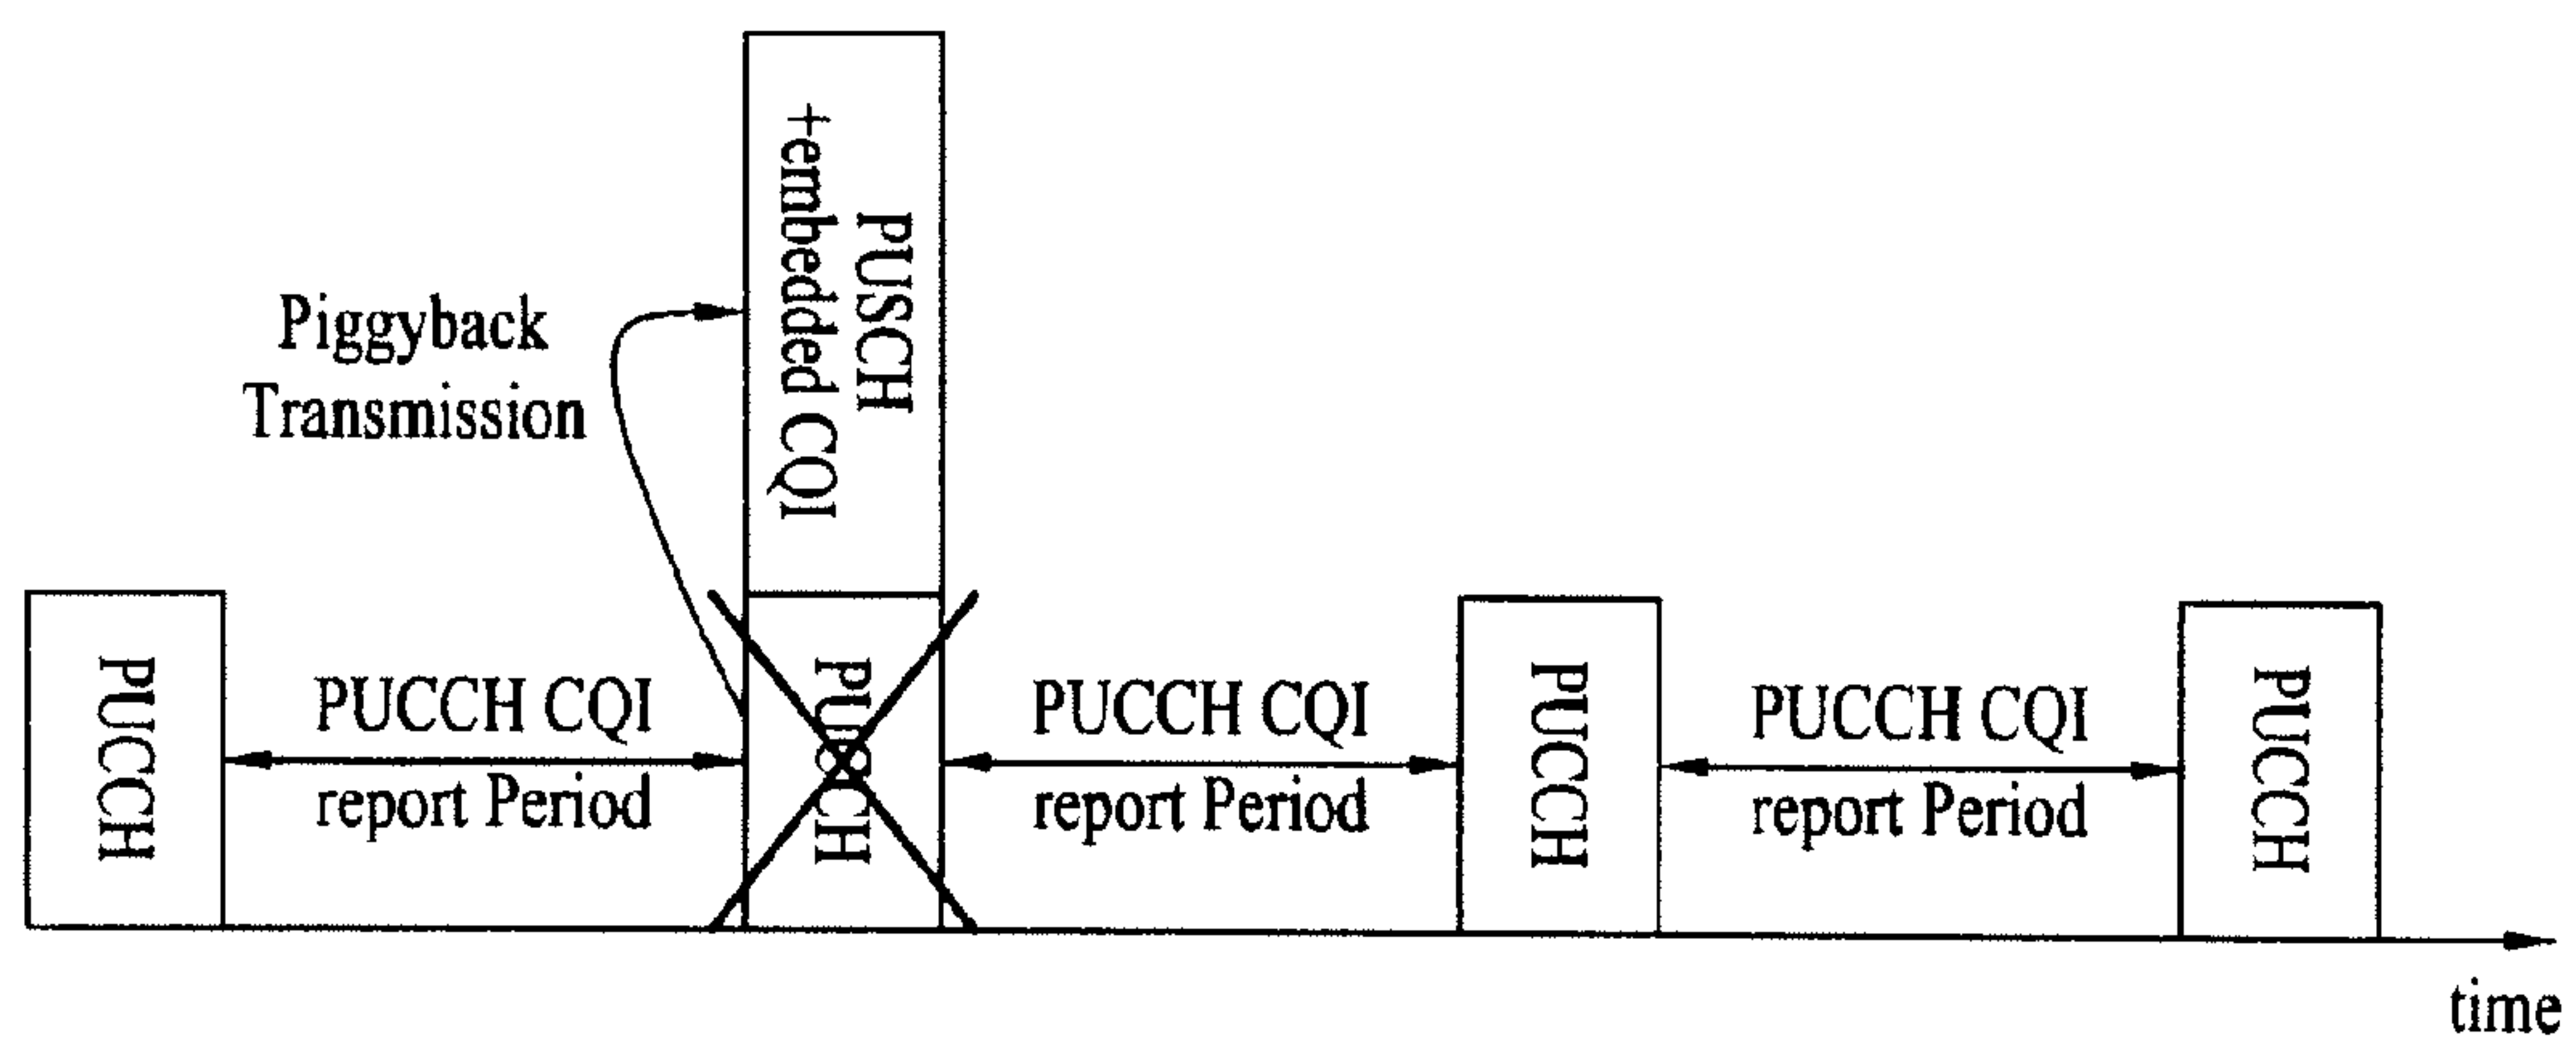 PUSCH
+embedded CQI
Piggyback
Transmission
PUCCH
PUCCH CQI
report Period
PUCCH
PUCCH CQI
report Period
PUCCH
PUCCH CQI
report Period
PUCCH
time